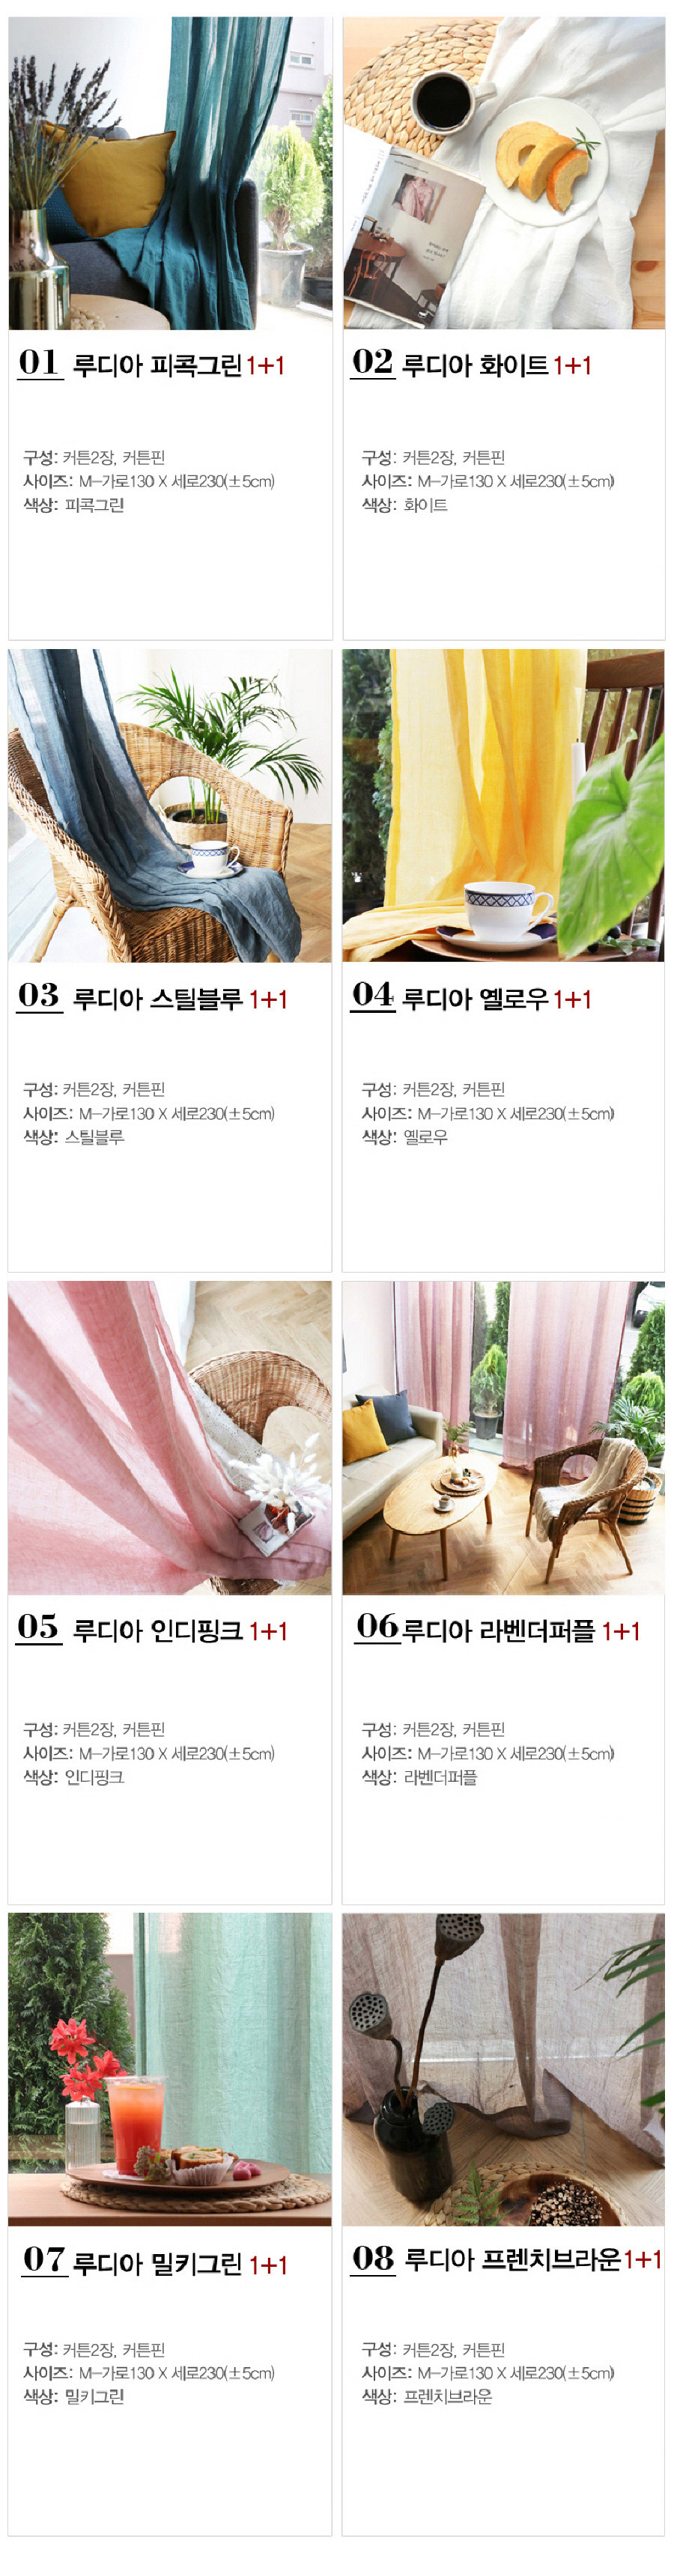 01 루디아 피콕그린 1+1
구성: 커튼2장, 커튼핀
사이즈: M-가로130 X 세로230(±5cm)
색상: 피콕그린
02 루디아 화이트 1+1
구성: 커튼2장, 커튼핀
사이즈: M-가로130 X 세로230(±5cm)
색상: 화이트
03 루디아 스틸블루 1+1
구성: 커튼2장, 커튼핀
사이즈: M-가로130 X 세로230(±5cm)
색상: 스틸블루
04 루디아 옐로우 1+1
구성: 커튼2장, 커튼핀
사이즈: M-가로130 X 세로230(±5cm)
색상: 옐로우
05 루디아 인디핑크 1+1
구성: 커튼2장, 커튼핀
사이즈: M-가로130 X 세로230(±5cm)
색상: 인디핑크
06 루디아 라벤더퍼플 1+1
구성: 커튼2장, 커튼핀
사이즈: M-가로130 X 세로230(±5cm)
색상: 라벤더퍼플
07 루디아 밀키그린 1+1
구성: 커튼2장, 커튼핀
사이즈: M-가로130 X 세로230(±5cm)
색상: 밀키그린
08 루디아 프렌치브라운 1+1
구성: 커튼2장, 커튼핀
사이즈: M-가로130 X 세로230(±5cm)
색상: 프렌치브라운